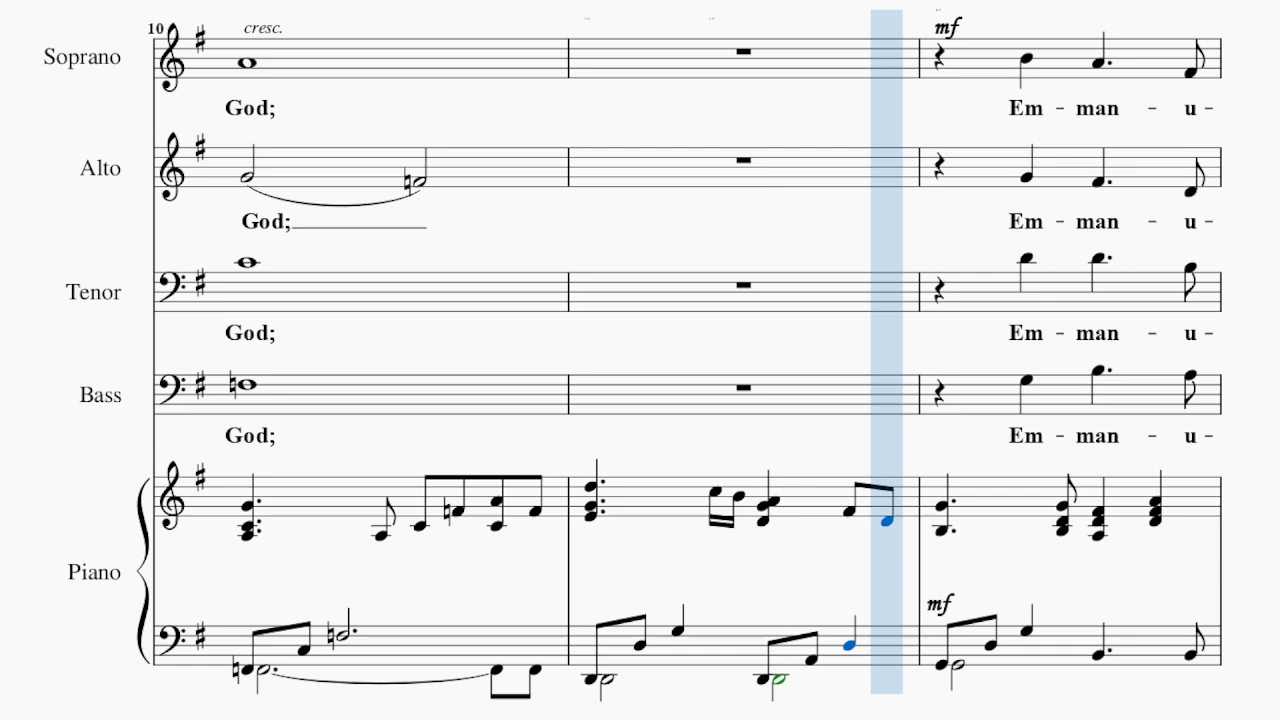 10 cresc. mf
Soprano
God; Em - man - u -
Alto
God; Em - man - u -
Tenor
God; Em - man - u -
Bass
God; Em - man - u -
Piano
mf